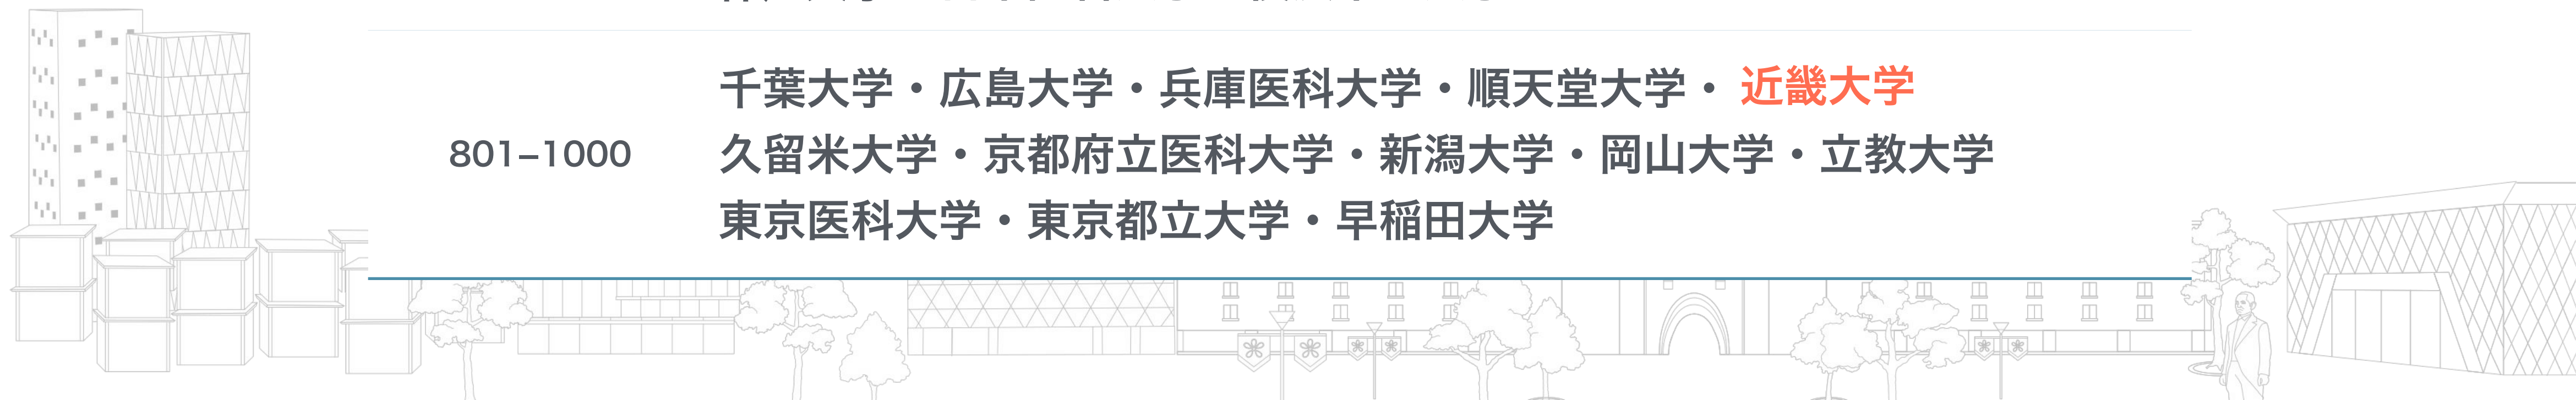 千葉大学・広島大学・兵庫医科大学・順天堂大学・ 近畿大学
801–1000
久留米大学・京都府立医科大学・新潟大学・岡山大学・立教大学
東京医科大学・東京都立大学・早稲田大学